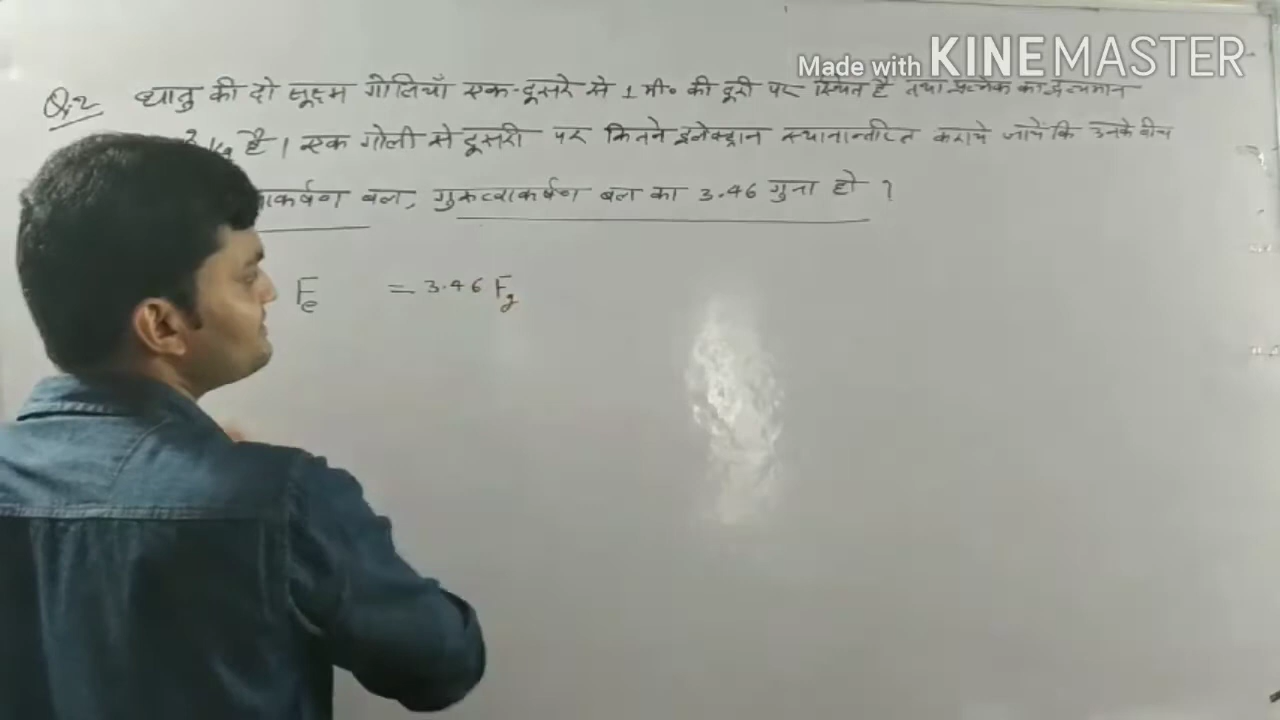 Made with KINEMASTER
Q.2 धातु की दो सूक्ष्म गोलियाँ एक-दूसरे से 1 मी० की दूरी पर स्थित है तथा प्रत्येक का द्रव्यमान
kg है। एक गोली से दूसरी पर कितने इलेक्ट्रान स्थानान्तरित कराये जायें कि उनके बीच
बल, गुरुत्वाकर्षण बल का 3.46 गुना हो ?
Fe = 3.46 Fg